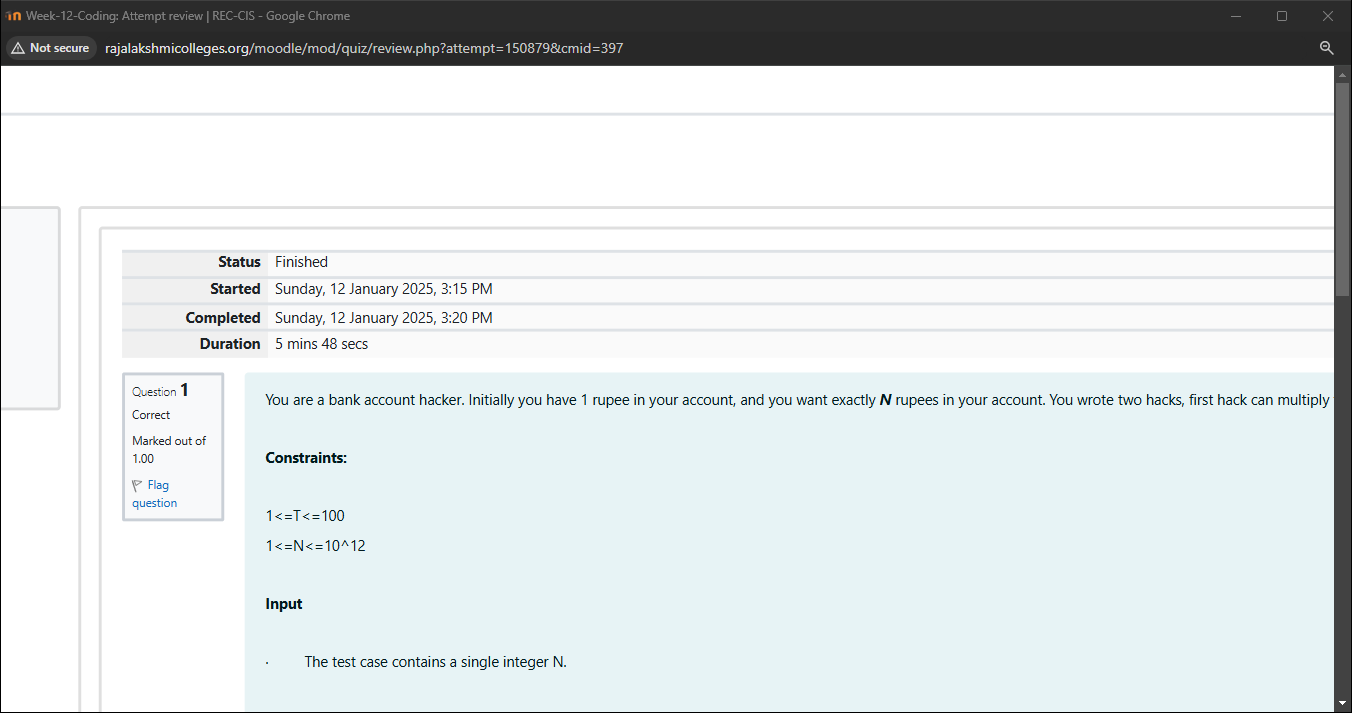 Week-12-Coding: Attempt review | REC-CIS - Google Chrome
Not secure rajalakshmicolleges.org/moodle/mod/quiz/review.php?attempt=150879&cmid=397
Status Finished
Started Sunday, 12 January 2025, 3:15 PM
Completed Sunday, 12 January 2025, 3:20 PM
Duration 5 mins 48 secs
Question 1
Correct
Marked out of
1.00
Flag
question
You are a bank account hacker. Initially you have 1 rupee in your account, and you want exactly N rupees in your account. You wrote two hacks, first hack can multiply
Constraints:
1<=T<=100
1<=N<=10^12
Input
· The test case contains a single integer N.